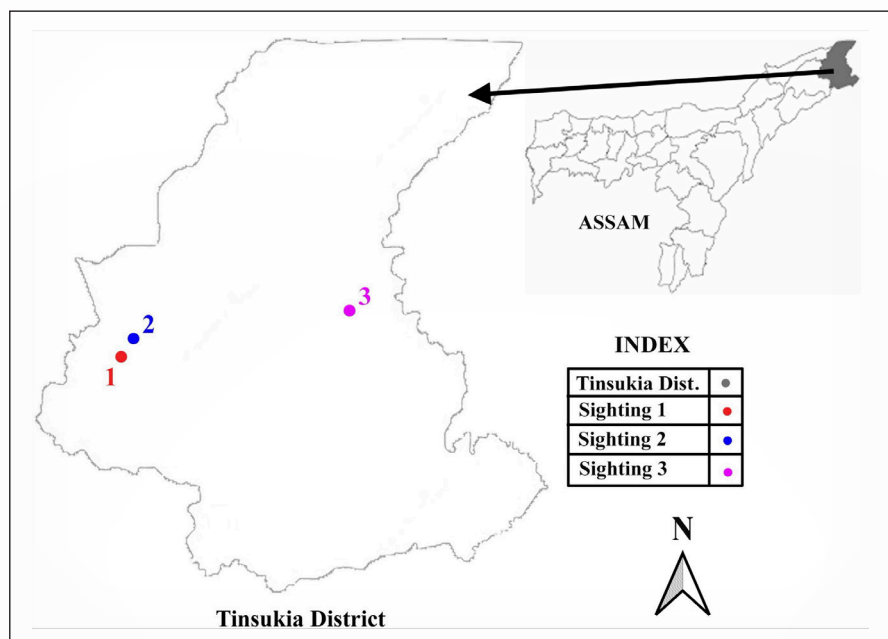 ASSAM
3
2
1
INDEX
Tinsukia Dist.
Sighting 1
Sighting 2
Sighting 3
N
Tinsukia District